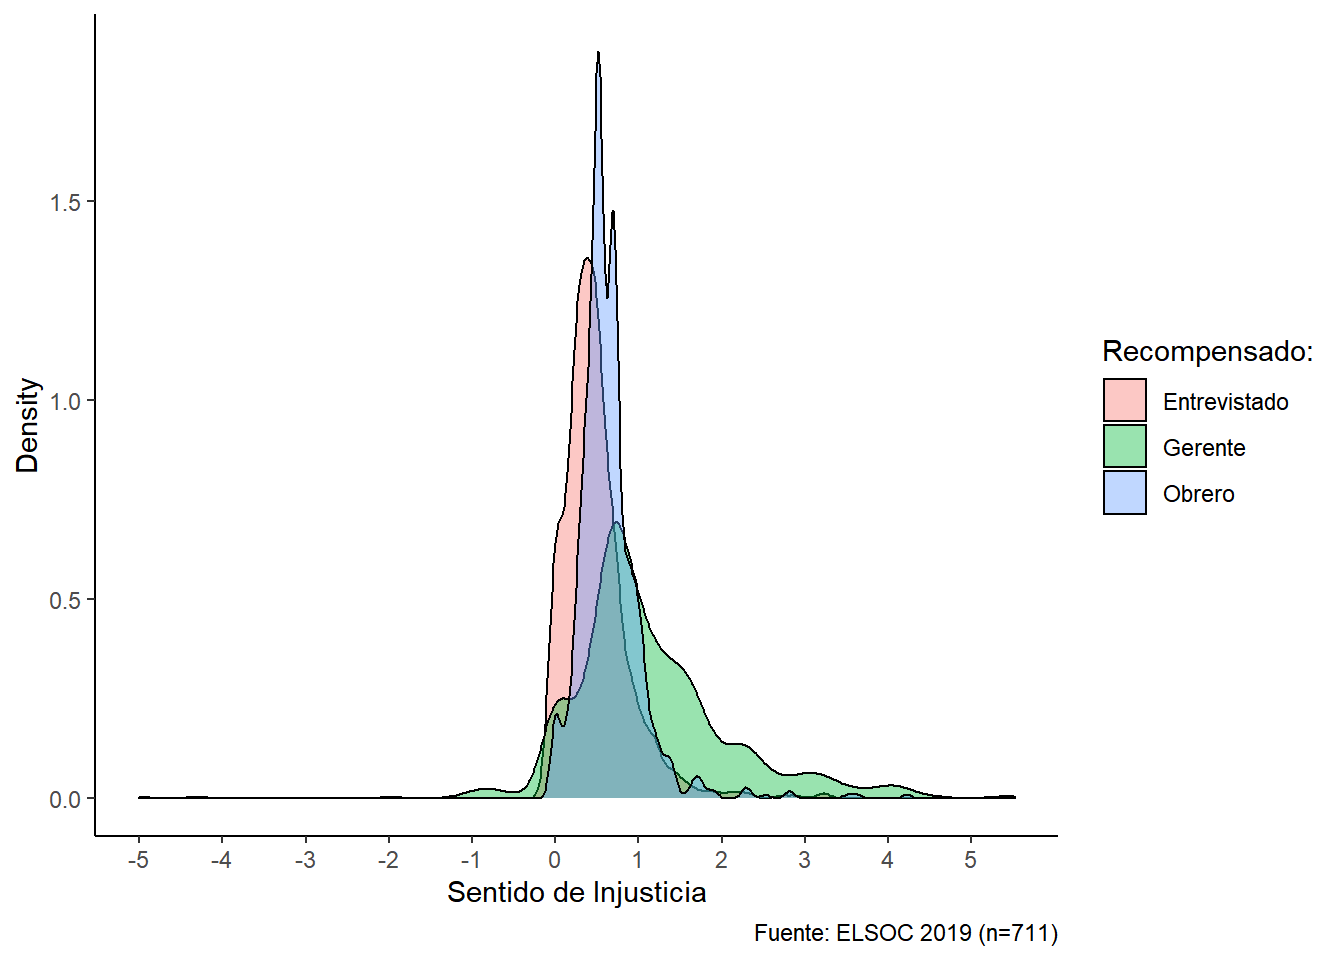 Density
1.5
1.0
0.5
0.0
-5 -4 -3 -2 -1 0 1 2 3 4 5
Sentido de Injusticia
Recompensado:
Entrevistado
Gerente
Obrero
Fuente: ELSOC 2019 (n=711)